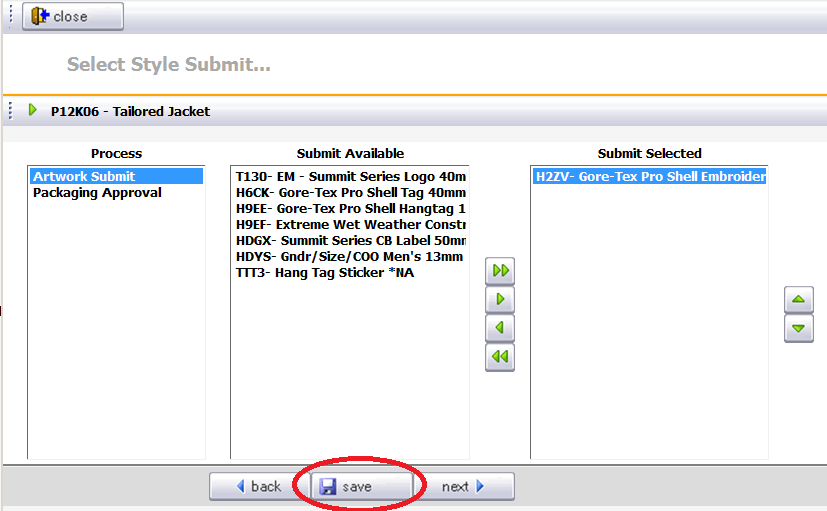 close
Select Style Submit...
P12K06 - Tailored Jacket
Process
Submit Available
Submit Selected
Artwork Submit
Packaging Approval
T130- EM - Summit Series Logo 40m
H6CK- Gore-Tex Pro Shell Tag 40mm
H9EE- Gore-Tex Pro Shell Hangtag 1
H9EF- Extreme Wet Weather Constr
HDGX- Summit Series CB Label 50mm
HDYS- Gndr/Size/COO Men's 13mm
TTT3- Hang Tag Sticker *NA
H2ZV- Gore-Tex Pro Shell Embroider
back
save
next